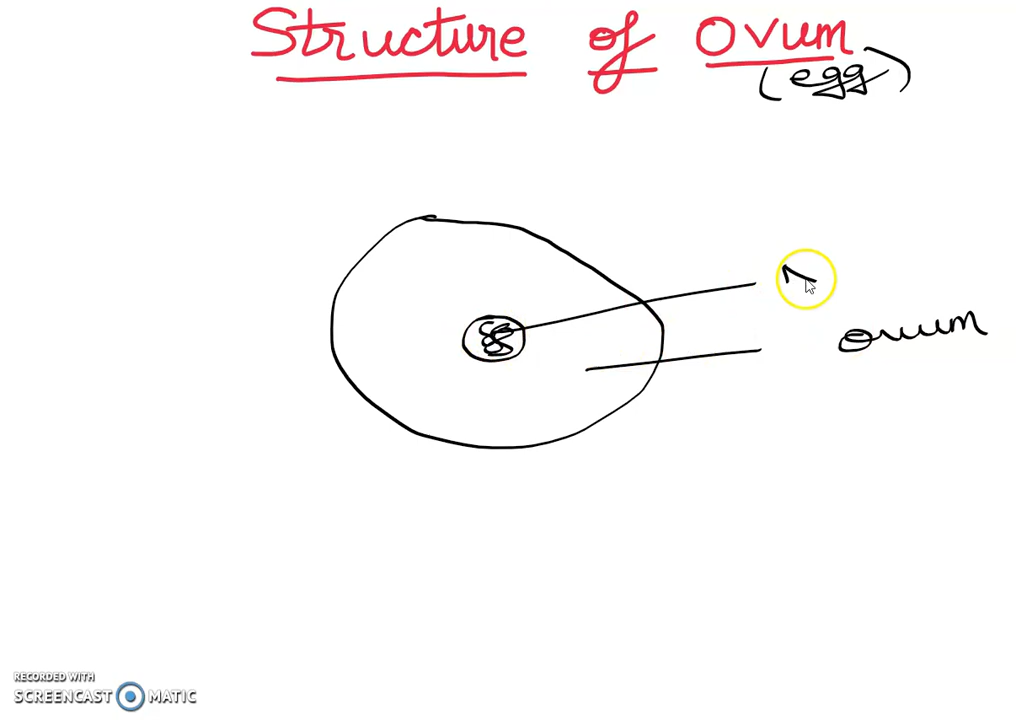 Structure of Ovum
(egg)
ovum
RECORDED WITH
SCREENCAST MATIC